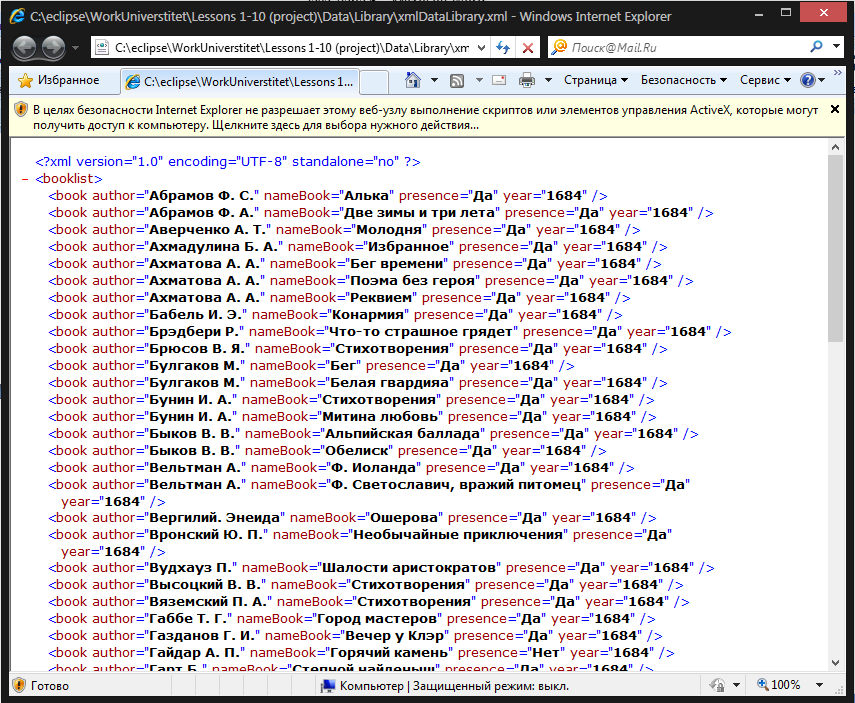 C:\eclipse\WorkUniverstitet\Lessons 1-10 (project)\Data\Library\xmlDataLibrary.xml - Windows Internet Explorer
C:\eclipse\WorkUniverstitet\Lessons 1-10 (project)\Data\Library\xm
Поиск@Mail.Ru
Избранное
C:\eclipse\WorkUniverstitet\Lessons 1...
Страница
Безопасность
Сервис
В целях безопасности Internet Explorer не разрешает этому веб-узлу выполнение скриптов или элементов управления ActiveX, которые могут
получить доступ к компьютеру. Щелкните здесь для выбора нужного действия...
<?xml version="1.0" encoding="UTF-8" standalone="no" ?>
- <booklist>
<book author="Абрамов Ф. С." nameBook="Алька" presence="Да" year="1684" />
<book author="Абрамов Ф. А." nameBook="Две зимы и три лета" presence="Да" year="1684" />
<book author="Аверченко А. Т." nameBook="Молодня" presence="Да" year="1684" />
<book author="Ахмадулина Б. А." nameBook="Избранное" presence="Да" year="1684" />
<book author="Ахматова А. А." nameBook="Бег времени" presence="Да" year="1684" />
<book author="Ахматова А. А." nameBook="Поэма без героя" presence="Да" year="1684" />
<book author="Ахматова А. А." nameBook="Реквием" presence="Да" year="1684" />
<book author="Бабель И. Э." nameBook="Конармия" presence="Да" year="1684" />
<book author="Брэдбери Р." nameBook="Что-то страшное грядет" presence="Да" year="1684" />
<book author="Брюсов В. Я." nameBook="Стихотворения" presence="Да" year="1684" />
<book author="Булгаков М." nameBook="Бег" presence="Да" year="1684" />
<book author="Булгаков М." nameBook="Белая гвардияа" presence="Да" year="1684" />
<book author="Бунин И. А." nameBook="Стихотворения" presence="Да" year="1684" />
<book author="Бунин И. А." nameBook="Митина любовь" presence="Да" year="1684" />
<book author="Быков В. В." nameBook="Альпийская баллада" presence="Да" year="1684" />
<book author="Быков В. В." nameBook="Обелиск" presence="Да" year="1684" />
<book author="Вельтман А." nameBook="Ф. Иоланда" presence="Да" year="1684" />
<book author="Вельтман А." nameBook="Ф. Светославич, вражий питомец" presence="Да"
year="1684" />
<book author="Вергилий. Энеида" nameBook="Ошерова" presence="Да" year="1684" />
<book author="Вронский Ю. П." nameBook="Необычайные приключения" presence="Да"
year="1684" />
<book author="Вудхауз П." nameBook="Шалости аристократов" presence="Да" year="1684" />
<book author="Высоцкий В. В." nameBook="Стихотворения" presence="Да" year="1684" />
<book author="Вяземский П. А." nameBook="Стихотворения" presence="Да" year="1684" />
<book author="Габбе Т. Г." nameBook="Город мастеров" presence="Да" year="1684" />
<book author="Газданов Г. И." nameBook="Вечер у Клэр" presence="Да" year="1684" />
<book author="Гайдар А. П." nameBook="Горячий камень" presence="Нет" year="1684" />
<book author="Гарт Б." nameBook="Степной найденыш" presence="Да" year="1684" />
Готово
Компьютер | Защищенный режим: выкл.
100%